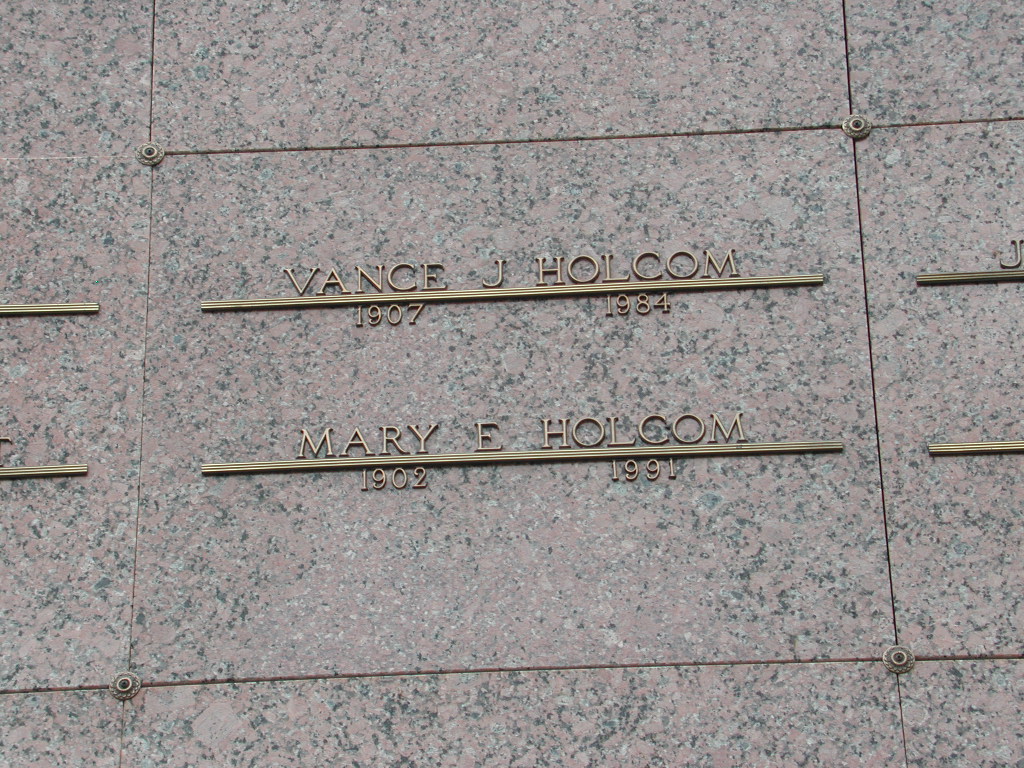 VANCE J HOLCOM
1907 1984
MARY E HOLCOM
1902 1991
J